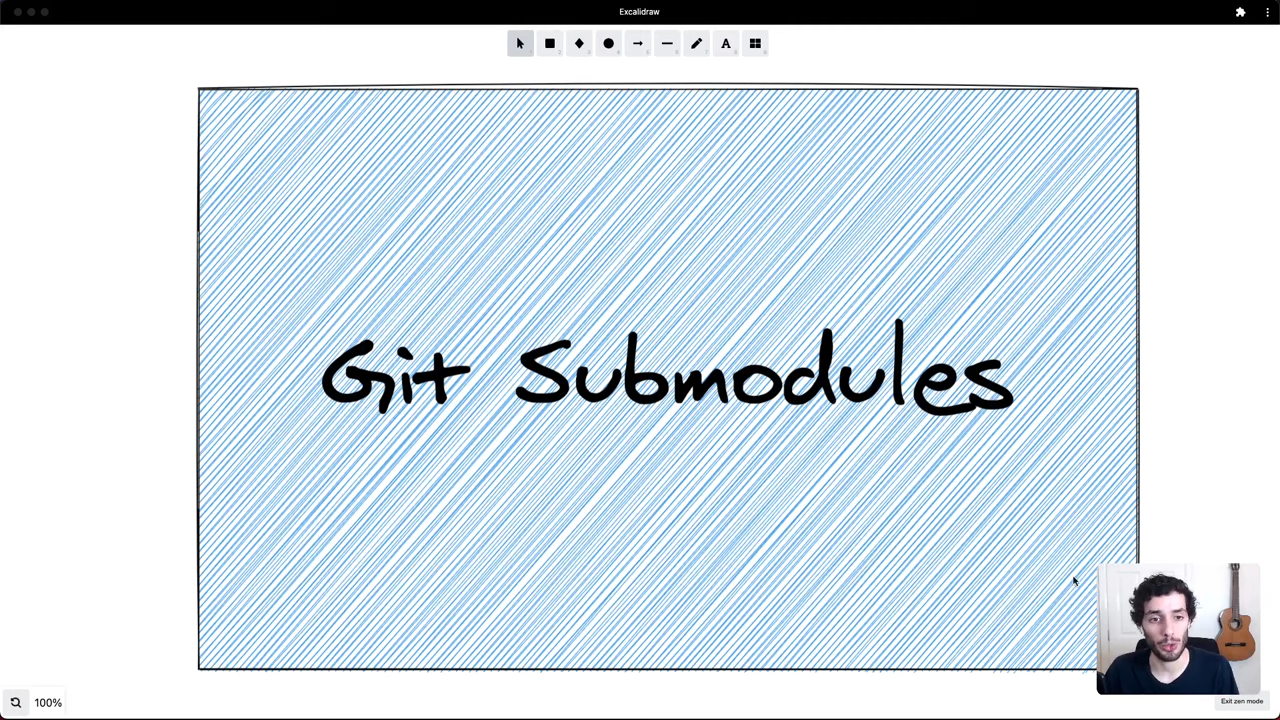 Excalidraw
A
Git Submodules
100%
Exit zen mode